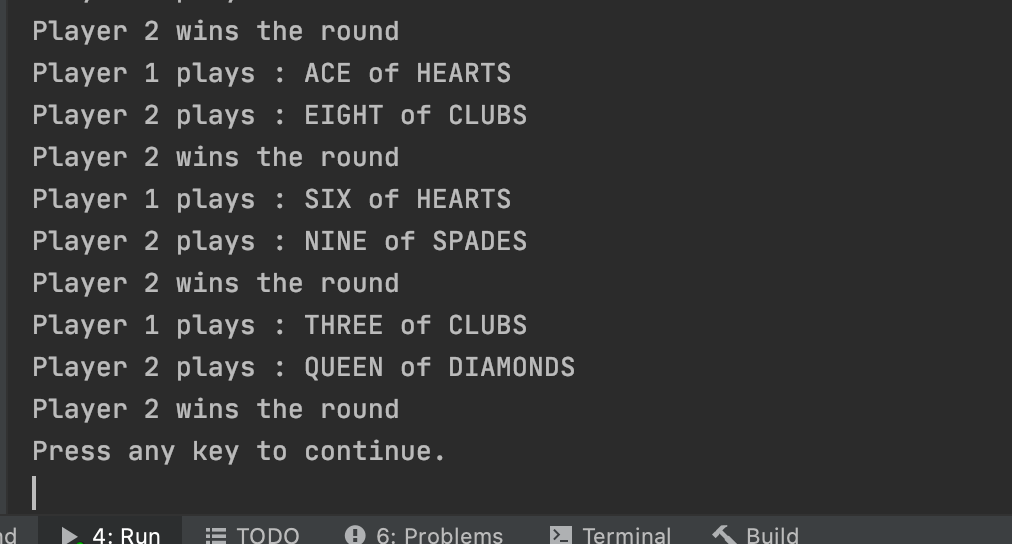 Player 2 wins the round
Player 1 plays : ACE of HEARTS
Player 2 plays : EIGHT of CLUBS
Player 2 wins the round
Player 1 plays : SIX of HEARTS
Player 2 plays : NINE of SPADES
Player 2 wins the round
Player 1 plays : THREE of CLUBS
Player 2 plays : QUEEN of DIAMONDS
Player 2 wins the round
Press any key to continue.
4: Run TODO 6: Problems Terminal Build